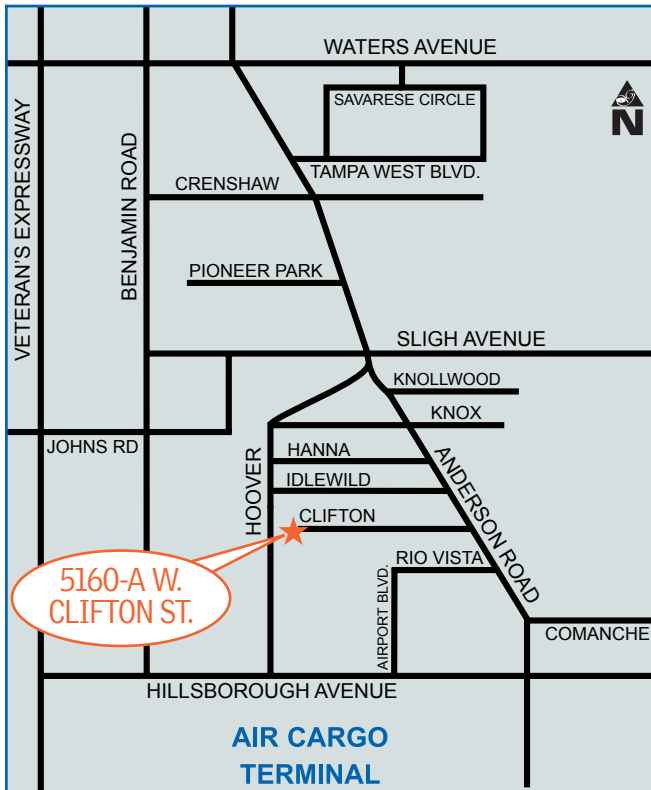 WATERS AVENUE
SAVARESE CIRCLE
N
TAMPA WEST BLVD.
CRENSHAW
VETERAN'S EXPRESSWAY
BENJAMIN ROAD
PIONEER PARK
SLIGH AVENUE
KNOLLWOOD
KNOX
JOHNS RD
HOOVER
HANNA
ANDERSON ROAD
IDLEWILD
CLIFTON
RIO VISTA
5160-A W.
CLIFTON ST.
AIRPORT BLVD.
COMANCHE
HILLSBOROUGH AVENUE
AIR CARGO
TERMINAL